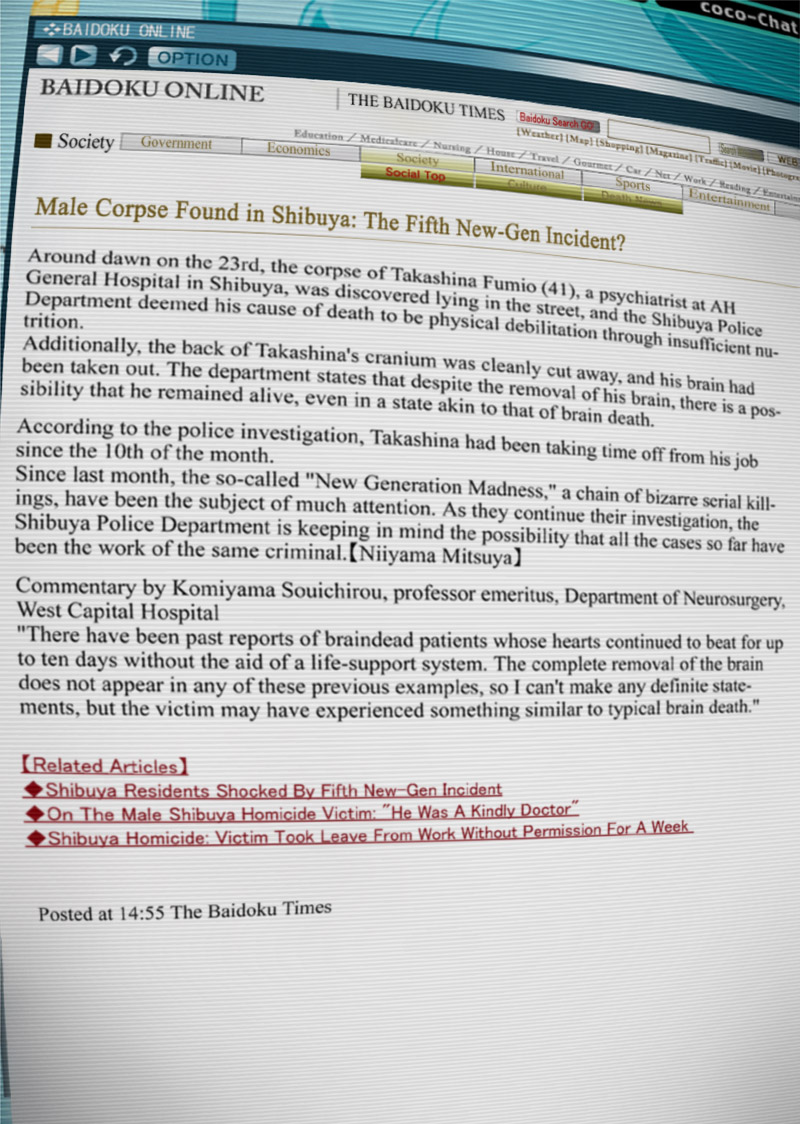 coco-Chat
BAIDOKU ONLINE
OPTION
BAIDOKU ONLINE
THE BAIDOKU TIMES
Baidoku Search GO
[Weather] [Map] [Shopping] [Magazine] [Traffic] [Movie] [Photogra
WEB
Education / Medicalcare / Nursing / House / Travel / Gourmet / Car / Net / Work / Reading / Entertain
Society
Government
Economics
Society
International
Sports
Entertainment
Social Top
Culture
Death News
Male Corpse Found in Shibuya: The Fifth New-Gen Incident?
Around dawn on the 23rd, the corpse of Takashina Fumio (41), a psychiatrist at AH
General Hospital in Shibuya, was discovered lying in the street, and the Shibuya Police
Department deemed his cause of death to be physical debilitation through insufficient nu-
trition.
Additionally, the back of Takashina's cranium was cleanly cut away, and his brain had
been taken out. The department states that despite the removal of his brain, there is a pos-
sibility that he remained alive, even in a state akin to that of brain death.
According to the police investigation, Takashina had been taking time off from his job
since the 10th of the month.
Since last month, the so-called "New Generation Madness," a chain of bizarre serial kill-
ings, have been the subject of much attention. As they continue their investigation, the
Shibuya Police Department is keeping in mind the possibility that all the cases so far have
been the work of the same criminal.【Niiyama Mitsuya】
Commentary by Komiyama Souichirou, professor emeritus, Department of Neurosurgery,
West Capital Hospital
"There have been past reports of braindead patients whose hearts continued to beat for up
to ten days without the aid of a life-support system. The complete removal of the brain
does not appear in any of these previous examples, so I can't make any definite state-
ments, but the victim may have experienced something similar to typical brain death."
【Related Articles】
◆Shibuya Residents Shocked By Fifth New-Gen Incident
◆On The Male Shibuya Homicide Victim: "He Was A Kindly Doctor"
◆Shibuya Homicide: Victim Took Leave From Work Without Permission For A Week
Posted at 14:55 The Baidoku Times